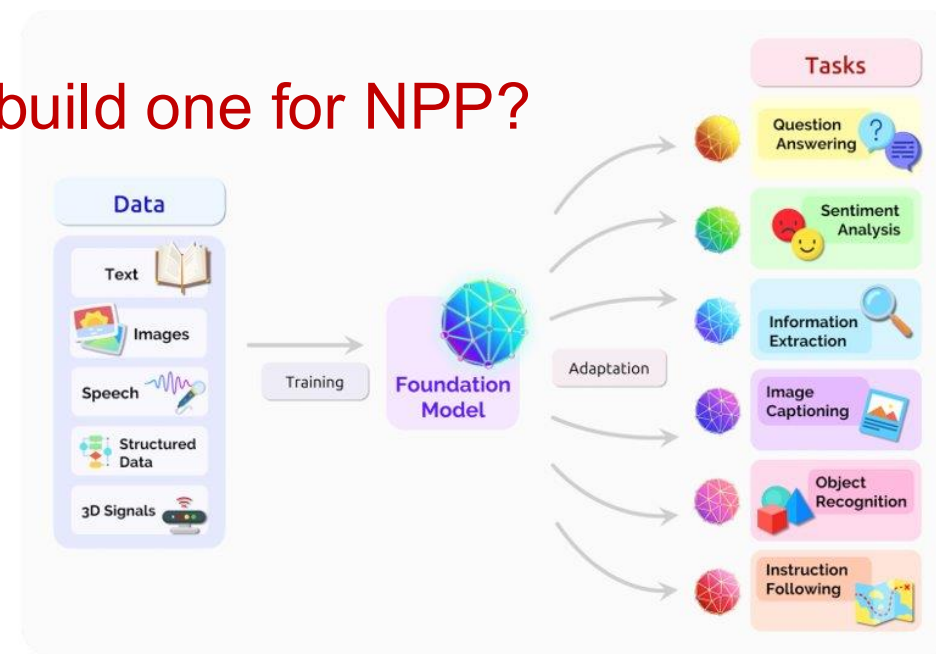 build one for NPP?
Data
Text
Images
Speech
Structured
Data
3D Signals
Training
Foundation
Model
Adaptation
Tasks
Question
Answering
Sentiment
Analysis
Information
Extraction
Image
Captioning
Object
Recognition
Instruction
Following